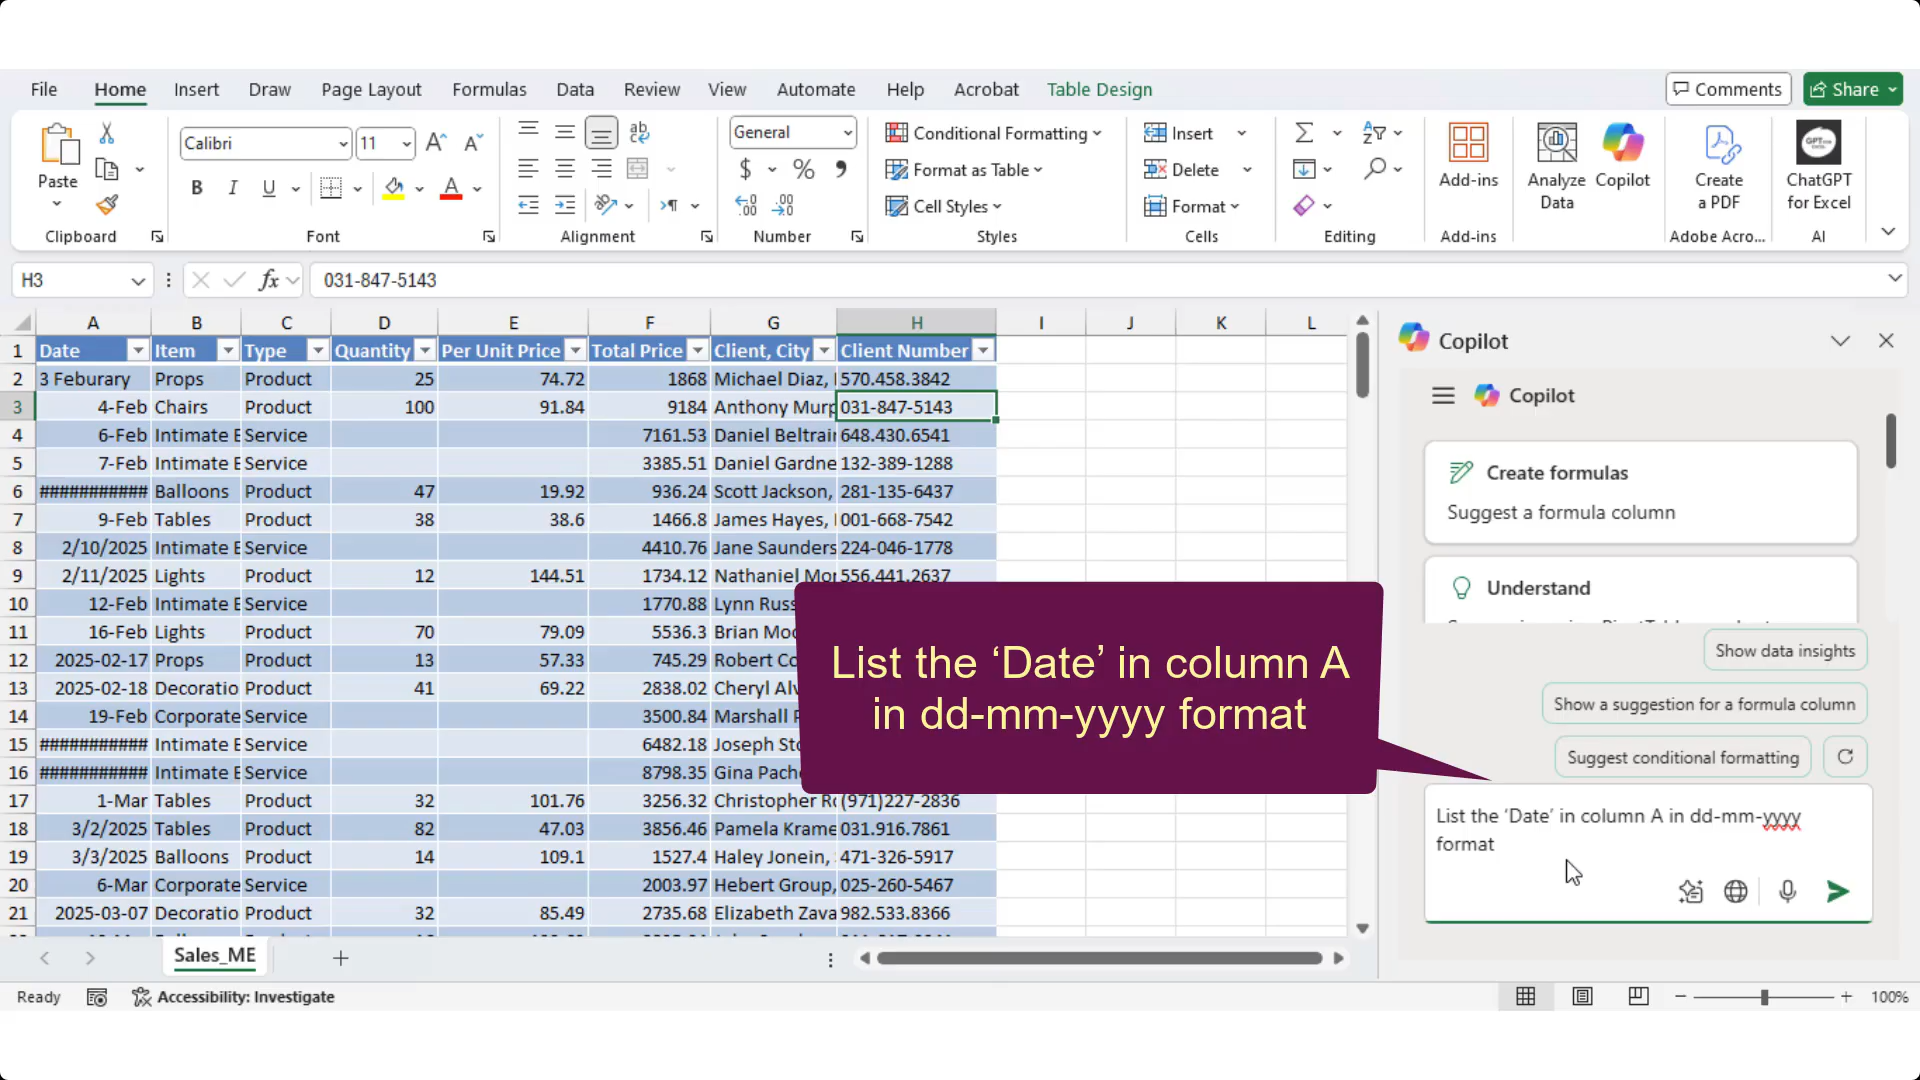 File Home Insert Draw Page Layout Formulas Data Review View Automate Help Acrobat Table Design Comments Share
Paste
Clipboard
Calibri 11
B I U A
Font
Alignment
General
$ % ,
Number
Conditional Formatting
Format as Table
Cell Styles
Styles
Insert
Delete
Format
Cells
Editing
Add-ins
Add-ins
Analyze Data
Copilot
Create a PDF
Adobe Acro...
ChatGPT for Excel
AI
H3 fx 031-847-5143
A B C D E F G H I J K L
1 Date Item Type Quantity Per Unit Price Total Price Client, City Client Number
2 3 Feburary Props Product 25 74.72 1868 Michael Diaz, 570.458.3842
3 4-Feb Chairs Product 100 91.84 9184 Anthony Murp 031-847-5143
4 6-Feb Intimate E Service 7161.53 Daniel Beltrai 648.430.6541
5 7-Feb Intimate E Service 3385.51 Daniel Gardne 132-389-1288
6 ########### Balloons Product 47 19.92 936.24 Scott Jackson, 281-135-6437
7 9-Feb Tables Product 38 38.6 1466.8 James Hayes, 001-668-7542
8 2/10/2025 Intimate E Service 4410.76 Jane Saunders 224-046-1778
9 2/11/2025 Lights Product 12 144.51 1734.12 Nathaniel Mo 556.441.2637
10 12-Feb Intimate E Service 1770.88 Lynn Russ
11 16-Feb Lights Product 70 79.09 5536.3 Brian Moo
12 2025-02-17 Props Product 13 57.33 745.29 Robert Co
13 2025-02-18 Decoratio Product 41 69.22 2838.02 Cheryl Alv
14 19-Feb Corporate Service 3500.84 Marshall
15 ########### Intimate E Service 6482.18 Joseph Sto
16 ########### Intimate E Service 8798.35 Gina Pach
17 1-Mar Tables Product 32 101.76 3256.32 Christopher R (971)227-2836
18 3/2/2025 Tables Product 82 47.03 3856.46 Pamela Krame 031.916.7861
19 3/3/2025 Balloons Product 14 109.1 1527.4 Haley Jonein, 471-326-5917
20 6-Mar Corporate Service 2003.97 Hebert Group, 025-260-5467
21 2025-03-07 Decoratio Product 32 85.49 2735.68 Elizabeth Zava 982.533.8366
List the ‘Date’ in column A
in dd-mm-yyyy format
Copilot
Copilot
Create formulas
Suggest a formula column
Understand
Show data insights
Show a suggestion for a formula column
Suggest conditional formatting
List the ‘Date’ in column A in dd-mm-yyyy
format
Sales_ME
Ready Accessibility: Investigate 100%